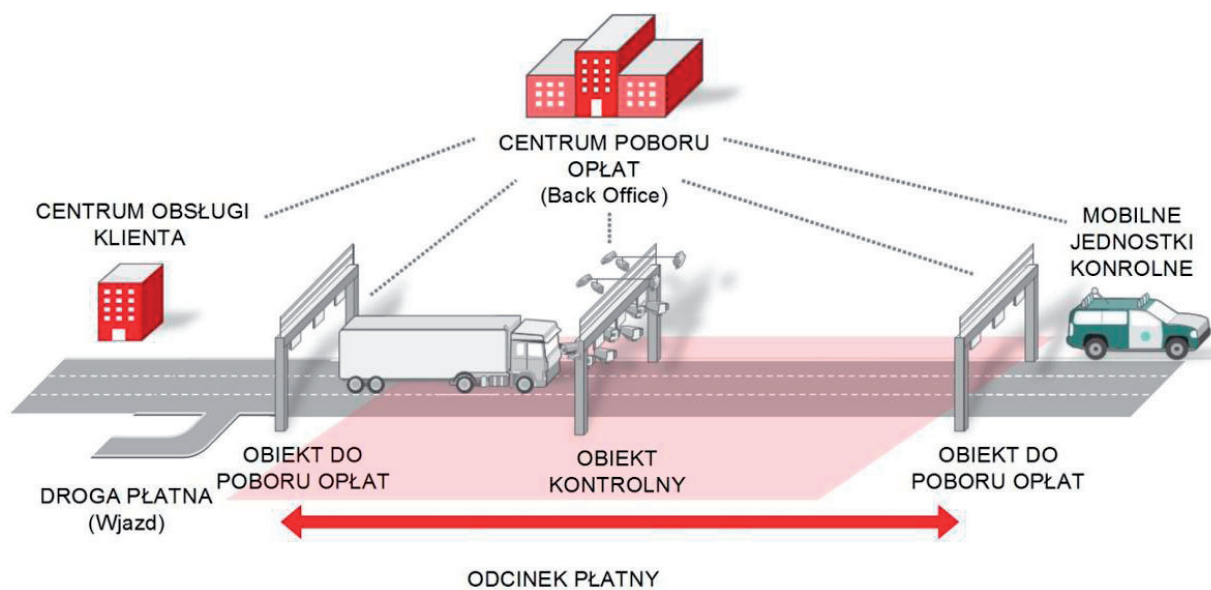 CENTRUM POBORU
OPŁAT
(Back Office)
CENTRUM OBSŁUGI
KLIENTA
MOBILNE
JEDNOSTKI
KONROLNE
OBIEKT DO
POBORU OPŁAT
OBIEKT
KONTROLNY
OBIEKT DO
POBORU OPŁAT
DROGA PŁATNA
(Wjazd)
ODCINEK PŁATNY